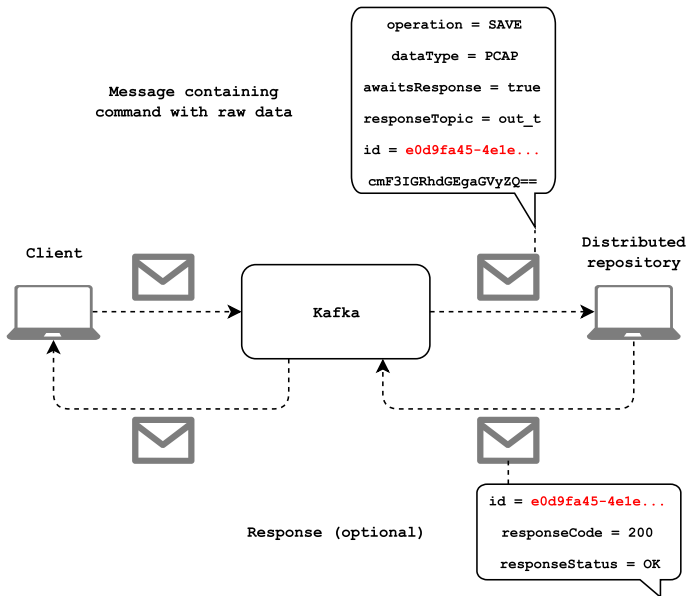 operation = SAVE
dataType = PCAP
awaitsResponse = true
responseTopic = out_t
id = e0d9fa45-4e1e...
cmF3IGRhdGEgaGVyZQ==
Message containing
command with raw data
Client
Distributed
repository
Kafka
Response (optional)
id = e0d9fa45-4e1e...
responseCode = 200
responseStatus = OK